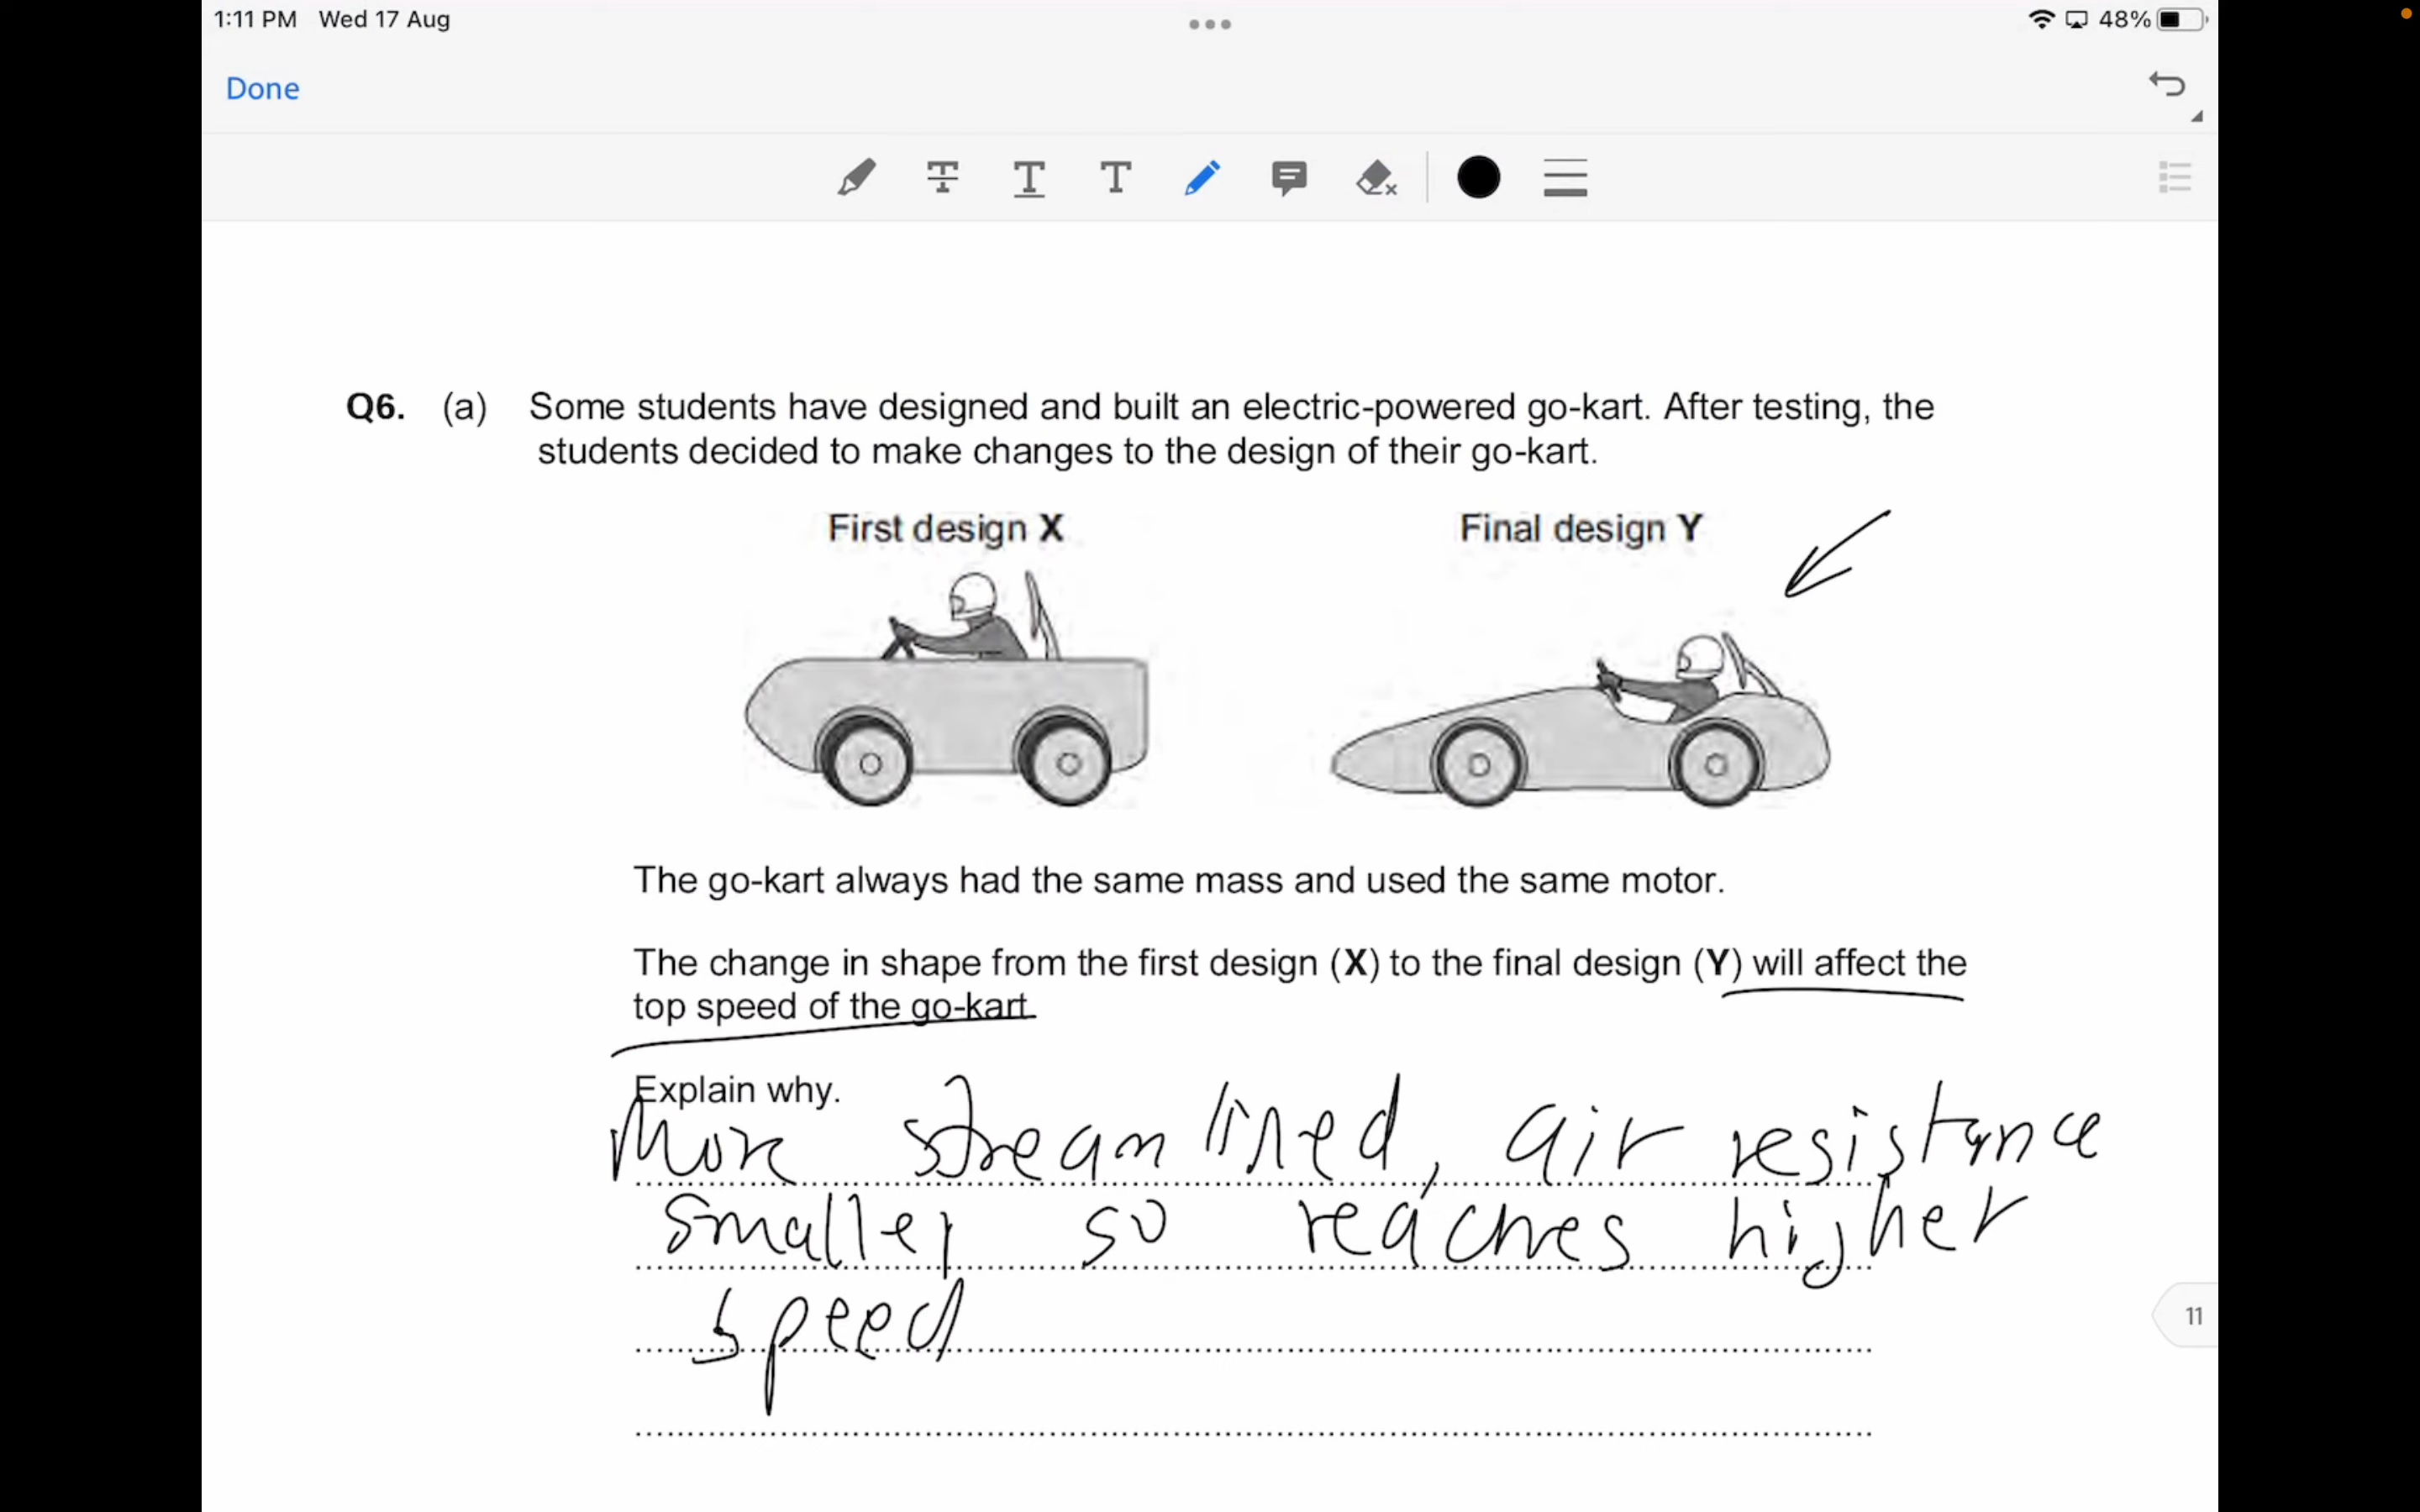 1:11 PM Wed 17 Aug
48%
Done
Q6. (a) Some students have designed and built an electric-powered go-kart. After testing, the
students decided to make changes to the design of their go-kart.
First design X
Final design Y
The go-kart always had the same mass and used the same motor.
The change in shape from the first design (X) to the final design (Y) will affect the
top speed of the go-kart.
Explain why.
More streamlined, air resistance
smaller so reaches higher
speed
11